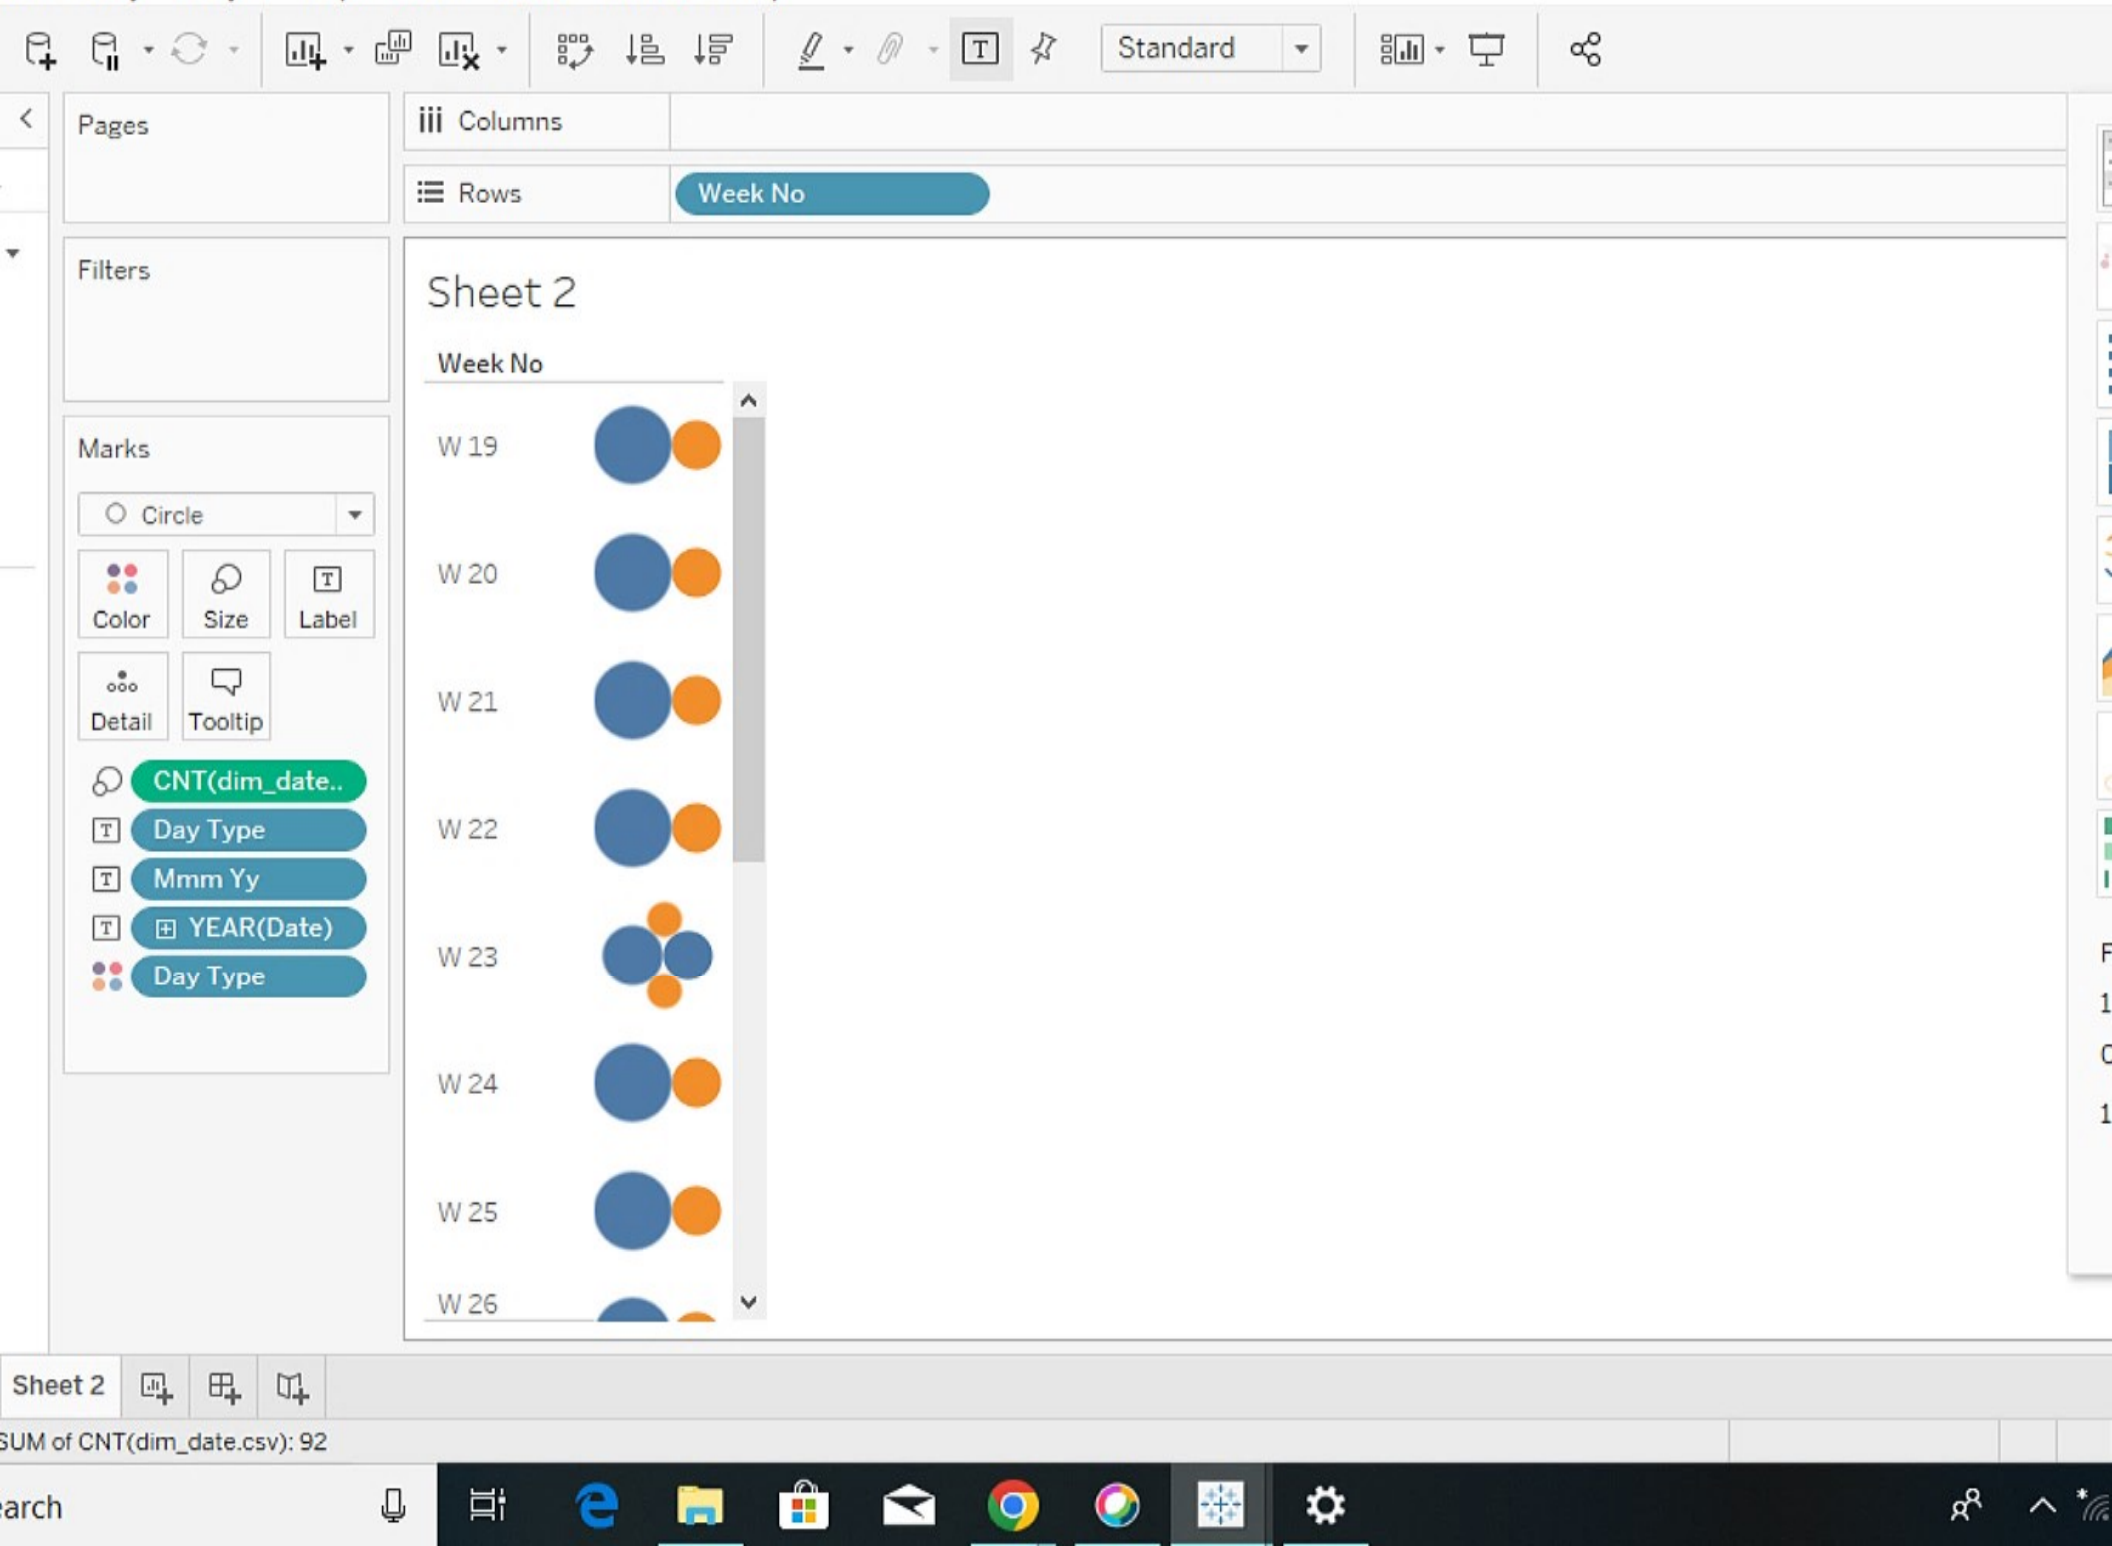 Standard
Pages
Columns
Rows
Week No
Filters
Sheet 2
Week No
Marks
Circle
Color
Size
Label
Detail
Tooltip
CNT(dim_date..
Day Type
Mmm Yy
YEAR(Date)
Day Type
W 19
W 20
W 21
W 22
W 23
W 24
W 25
W 26
1
1
Sheet 2
SUM of CNT(dim_date.csv): 92
earch